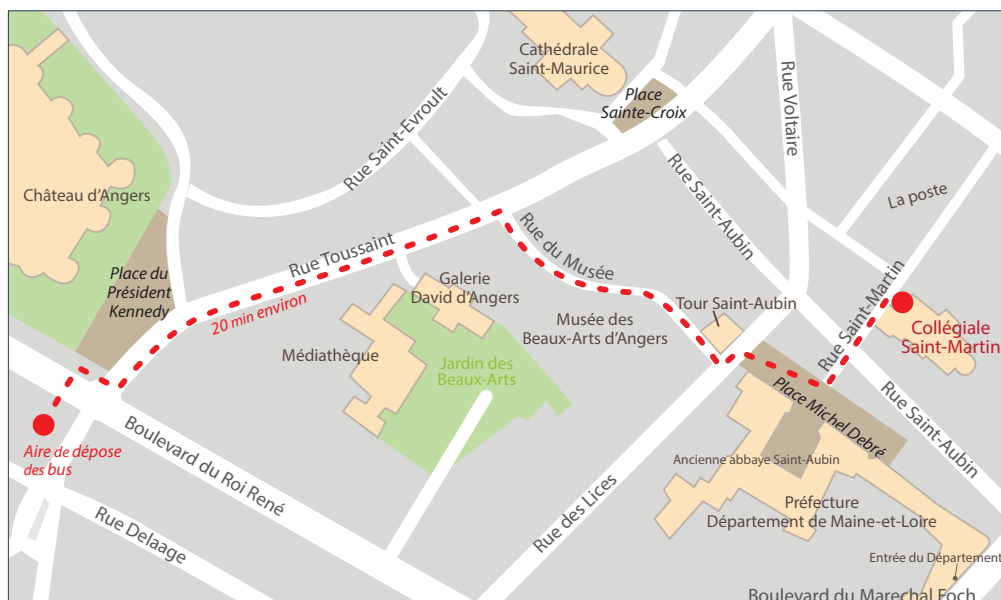 Cathédrale
Saint-Maurice
Place
Sainte-Croix
Rue Voltaire
Rue Saint-Evroult
Château d'Angers
Rue Saint-Aubin
La poste
Rue Toussaint
Rue du Musée
Place du
Président
Kennedy
20 min environ
Galerie
David d'Angers
Tour Saint-Aubin
Rue Saint-Martin
Collégiale
Saint-Martin
Musée des
Beaux-Arts d'Angers
Médiathèque
Jardin des
Beaux-Arts
Place Michel Debré
Rue Saint-Aubin
Aire de dépose
des bus
Boulevard du Roi René
Ancienne abbaye Saint-Aubin
Rue des Lices
Préfecture
Département de Maine-et-Loire
Rue Delaage
Entrée du Département
Boulevard du Marechal Foch